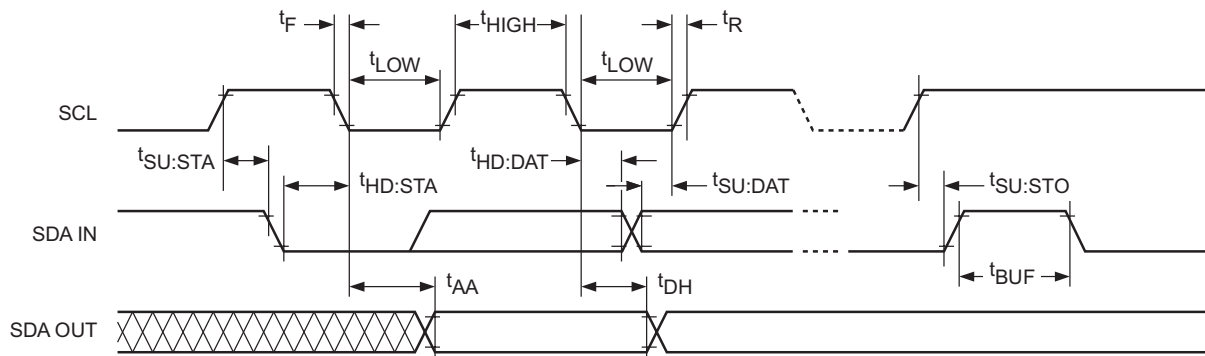 tF
tHIGH
tR
tLOW
tLOW
SCL
tSU:STA
tHD:STA
tHD:DAT
tSU:DAT
tSU:STO
SDA IN
tBUF
tAA
tDH
SDA OUT